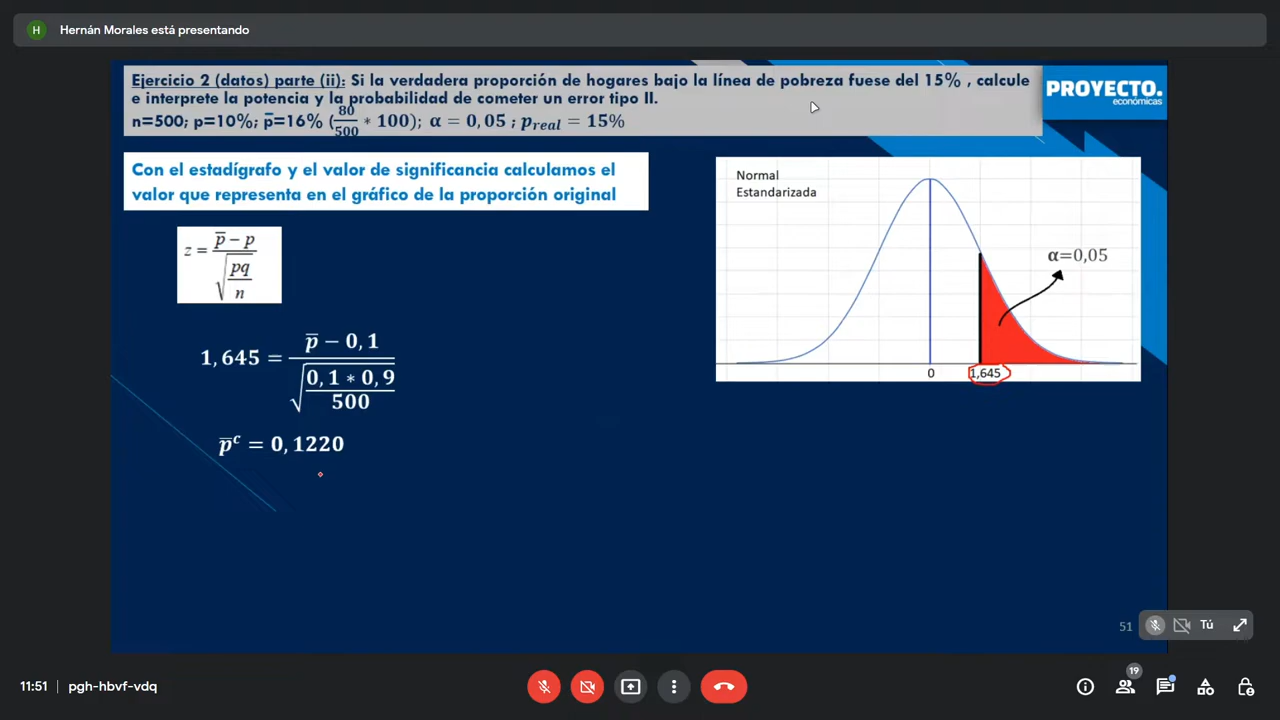 H Hernán Morales está presentando
Ejercicio 2 (datos) parte (ii): Si la verdadera proporción de hogares bajo la línea de pobreza fuese del 15% , calcule
e interprete la potencia y la probabilidad de cometer un error tipo II.
n=500; p=10%; p̅=16% (80/500 * 100); α = 0,05 ; p_real = 15%
PROYECTO.
económicas
Con el estadígrafo y el valor de significancia calculamos el
valor que representa en el gráfico de la proporción original
z = (p̅ − p) / √(pq/n)
1,645 = (p̅ − 0,1) / √(0,1 * 0,9 / 500)
p̅^c = 0,1220
Normal
Estandarizada
α=0,05
0 1,645
51
Tú
11:51 | pgh-hbvf-vdq
19